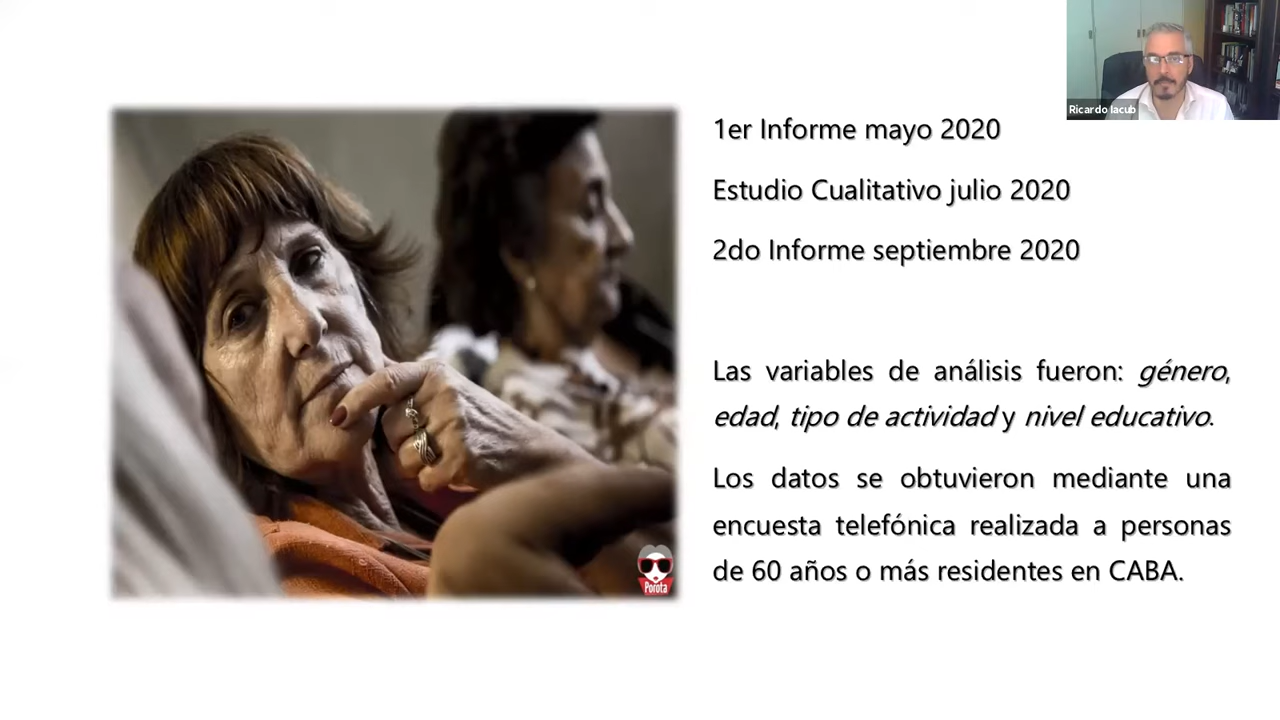 Ricardo Iacub
1er Informe mayo 2020
Estudio Cualitativo julio 2020
2do Informe septiembre 2020
Las variables de análisis fueron: género,
edad, tipo de actividad y nivel educativo.
Los datos se obtuvieron mediante una
encuesta telefónica realizada a personas
de 60 años o más residentes en CABA.
Porota